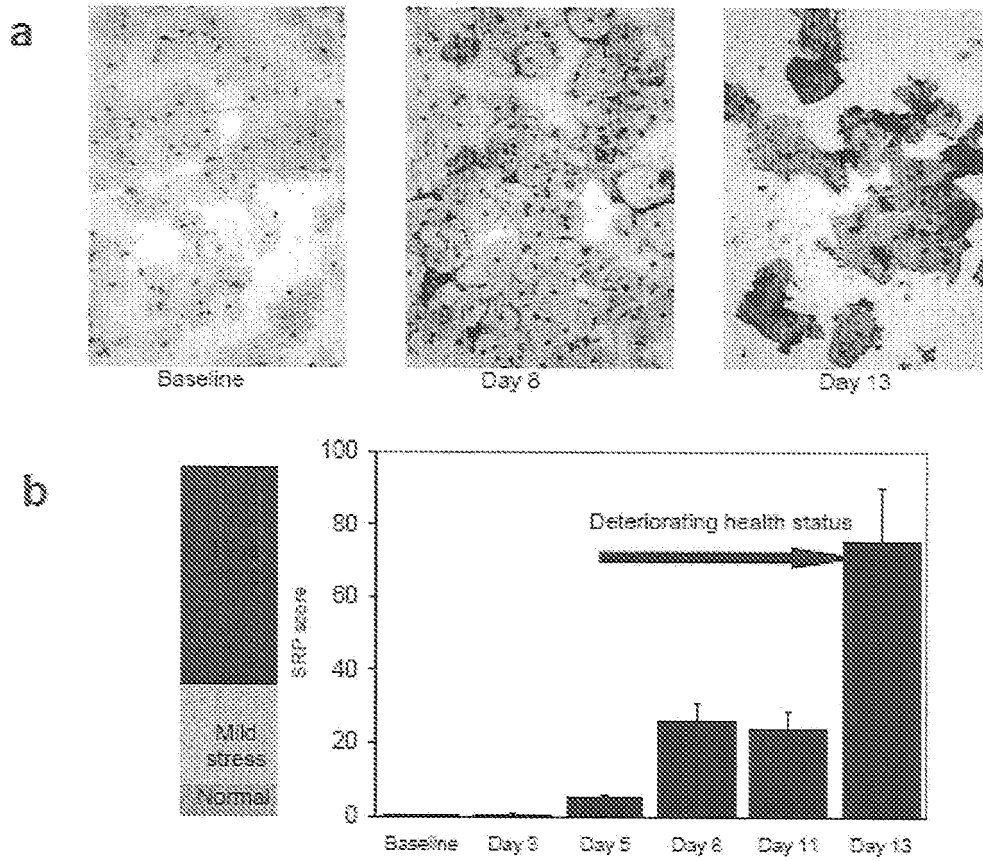 a
Baseline
Day 8
Day 13
b
100
80
60
40
20
0
SRP score
Deteriorating health status
Mild
stress
Normal
Baseline
Day 3
Day 5
Day 8
Day 11
Day 13